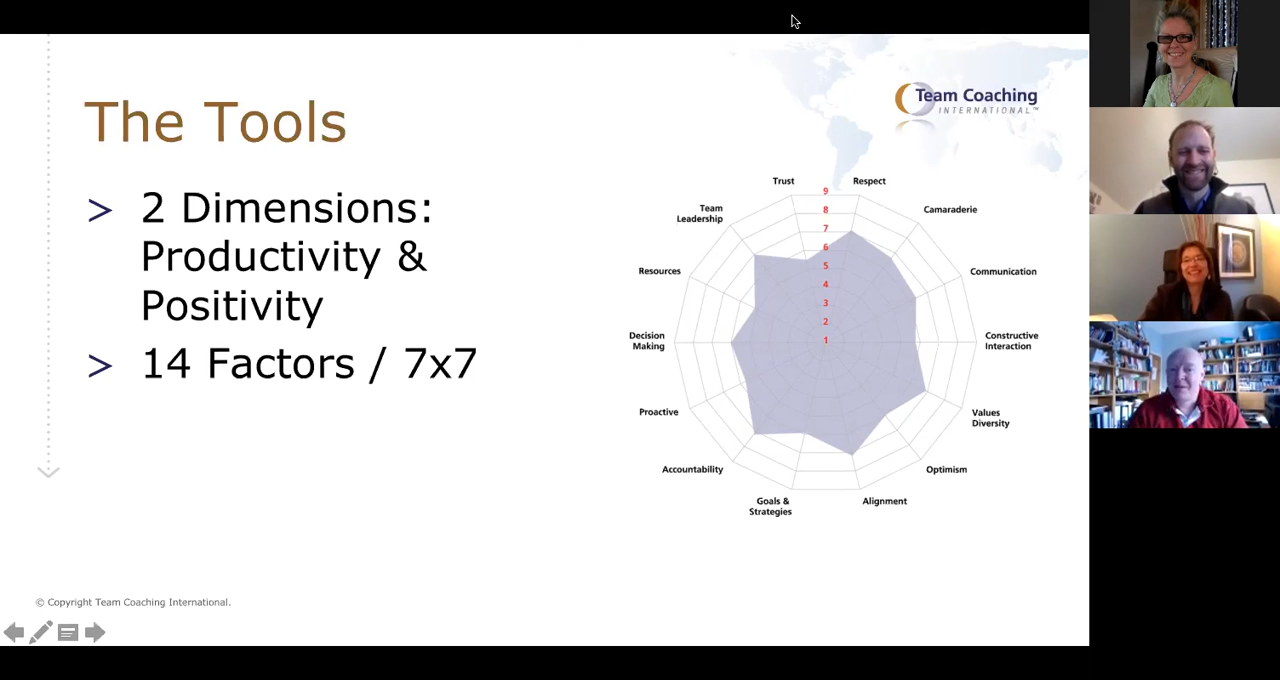 The Tools
Team Coaching
INTERNATIONAL™
> 2 Dimensions:
Productivity &
Positivity
> 14 Factors / 7x7
Trust
Respect
Team
Leadership
Camaraderie
Resources
Communication
Decision
Making
Constructive
Interaction
Proactive
Values
Diversity
Accountability
Optimism
Goals &
Strategies
Alignment
9
8
7
6
5
4
3
2
1
© Copyright Team Coaching International.